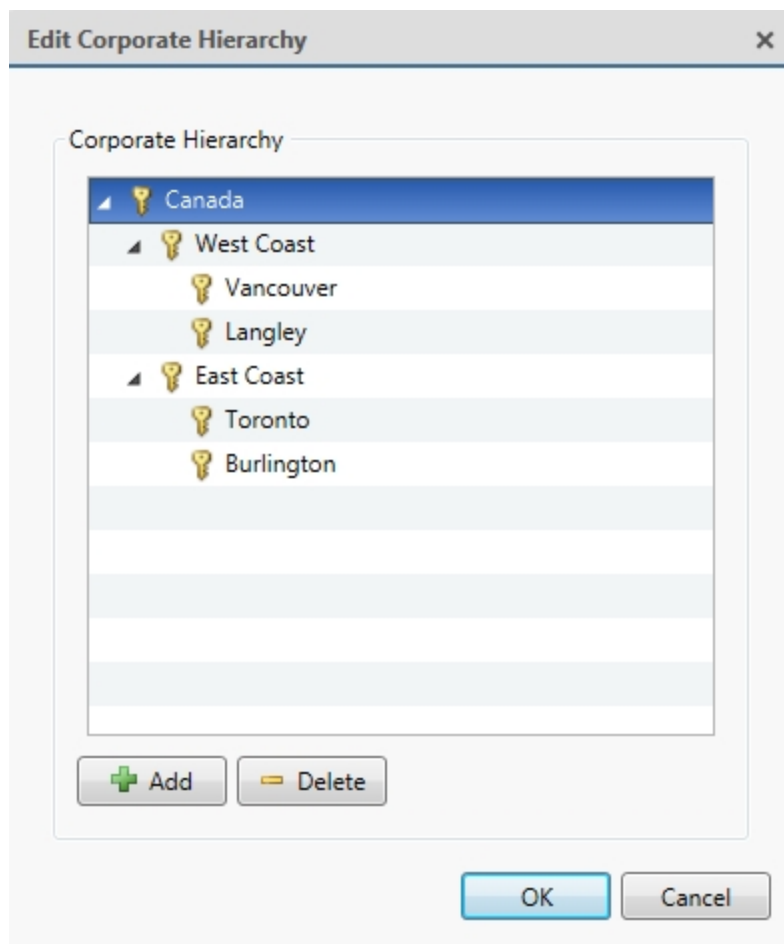 Edit Corporate Hierarchy
Corporate Hierarchy
Canada
West Coast
Vancouver
Langley
East Coast
Toronto
Burlington
Add Delete
OK Cancel